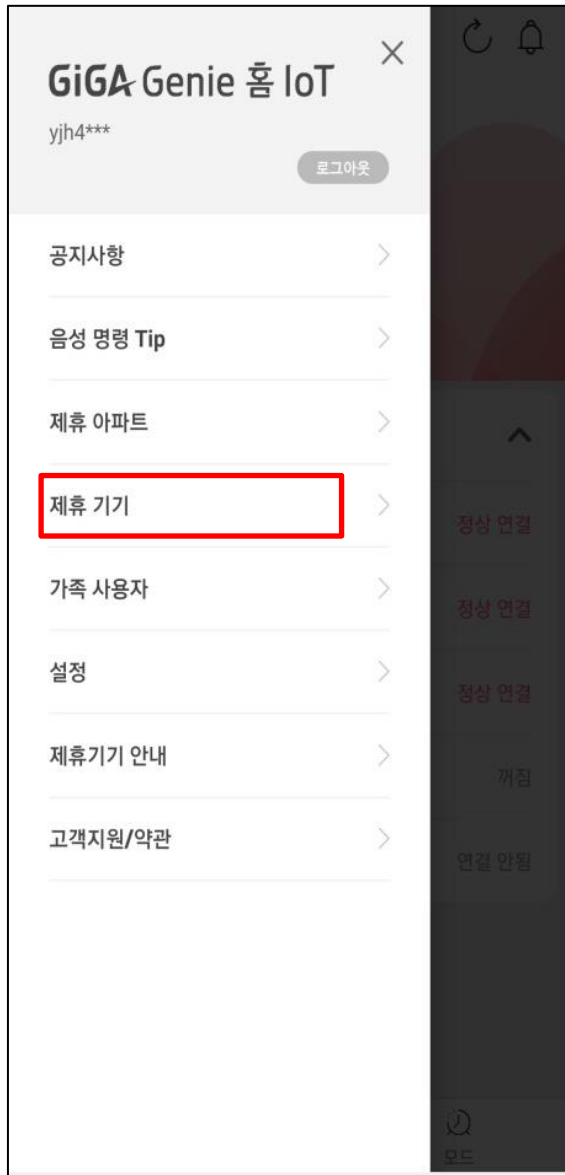 GiGA Genie 홈 IoT
yjh4***
로그아웃
공지사항
음성 명령 Tip
제휴 아파트
제휴 기기
정상 연결
가족 사용자
정상 연결
설정
정상 연결
제휴기기 안내
꺼짐
고객지원/약관
연결 안됨
모드